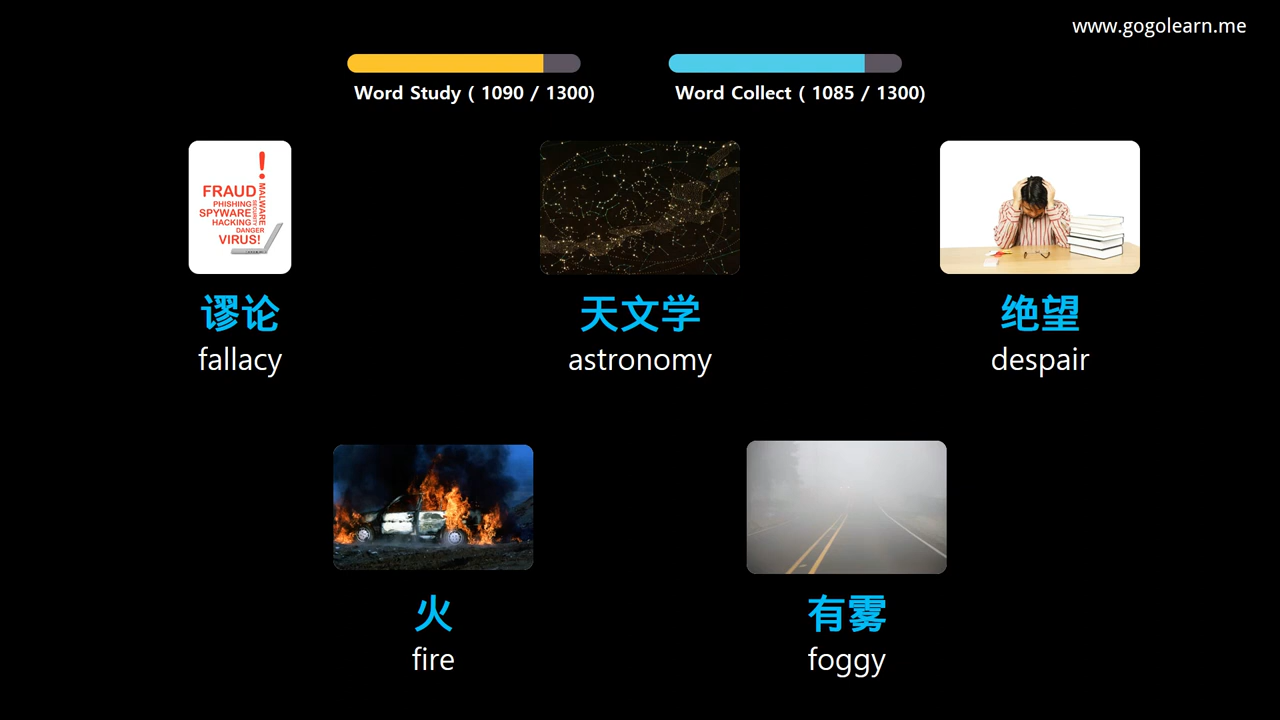 www.gogolearn.me
Word Study ( 1090 / 1300)
Word Collect ( 1085 / 1300)
!
FRAUD
PHISHING
SPYWARE
HACKING
DANGER
VIRUS!
MALWARE
SECURITY
谬论
fallacy
天文学
astronomy
绝望
despair
火
fire
有雾
foggy